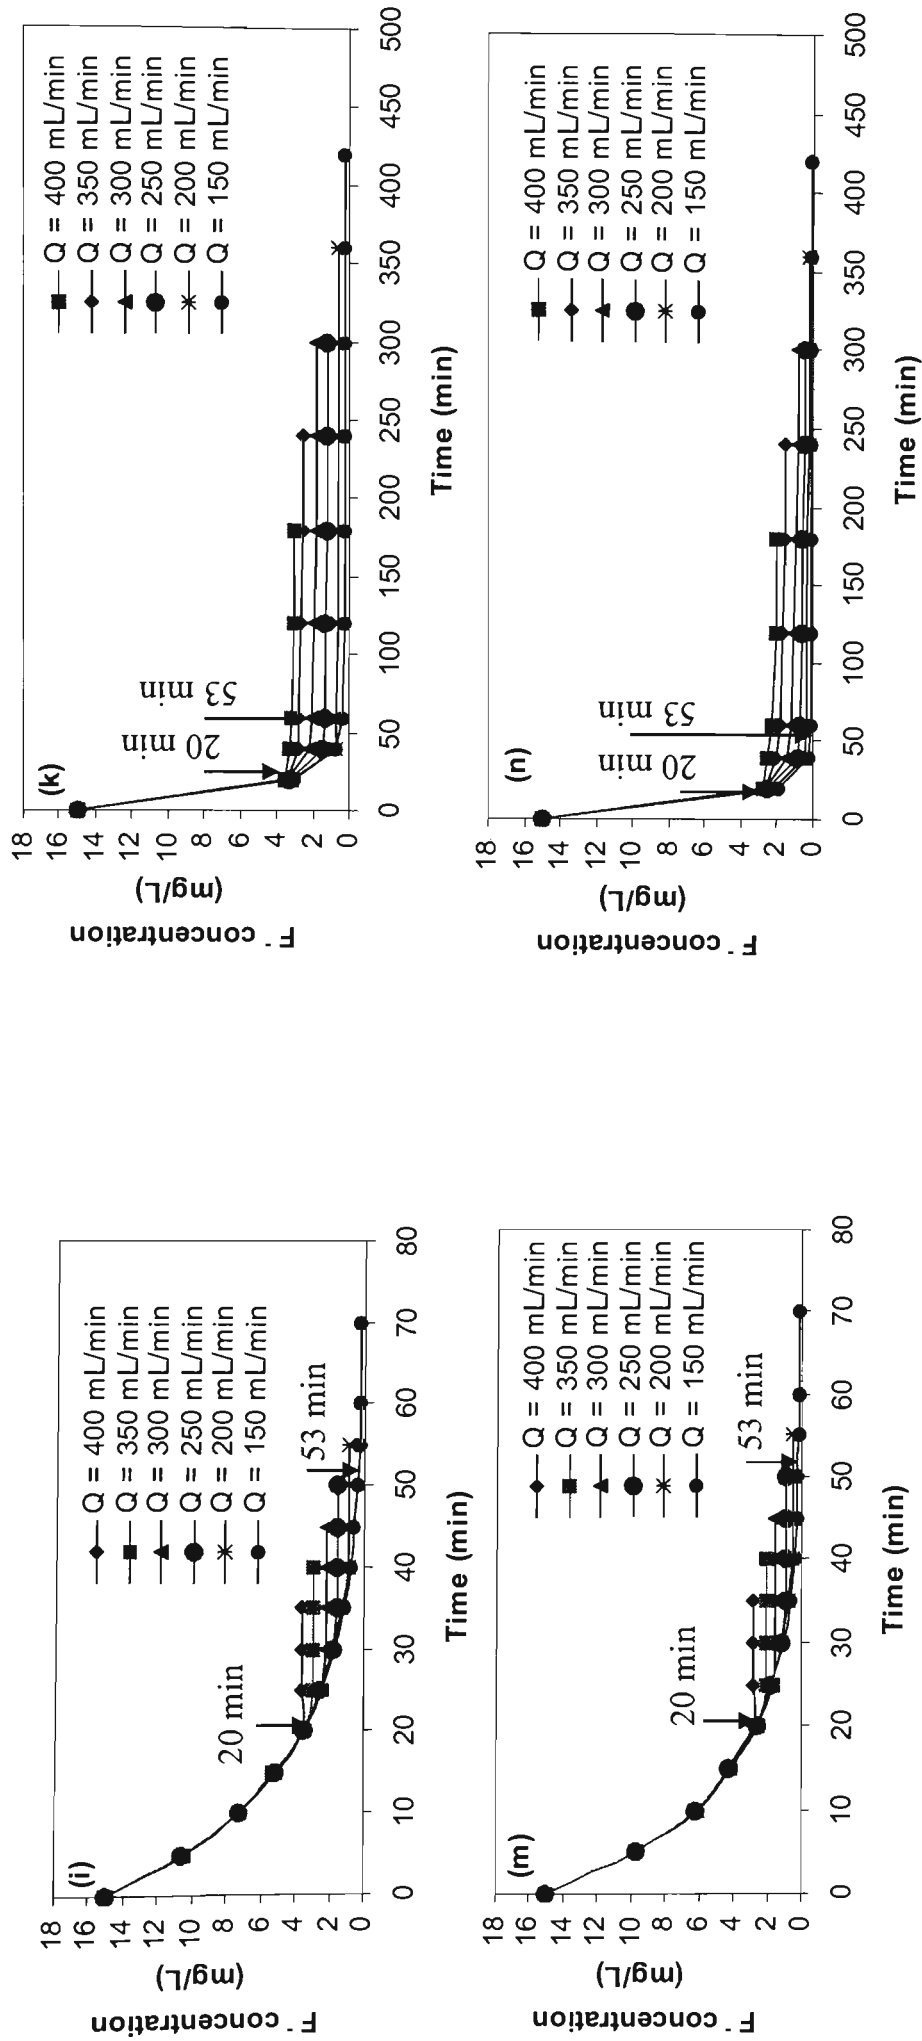 (i)
F- concentration
(mg/L)
18
16
14
12
10
8
6
4
2
0
0
10
20
30
40
50
60
70
80
Time (min)
20 min
53 min
Q = 400 mL/min
Q = 350 mL/min
Q = 300 mL/min
Q = 250 mL/min
Q = 200 mL/min
Q = 150 mL/min
(k)
F- concentration
(mg/L)
18
16
14
12
10
8
6
4
2
0
0
50
100
150
200
250
300
350
400
450
500
Time (min)
20 min
53 min
Q = 400 mL/min
Q = 350 mL/min
Q = 300 mL/min
Q = 250 mL/min
Q = 200 mL/min
Q = 150 mL/min
(m)
F- concentration
(mg/L)
18
16
14
12
10
8
6
4
2
0
0
10
20
30
40
50
60
70
80
Time (min)
20 min
53 min
Q = 400 mL/min
Q = 350 mL/min
Q = 300 mL/min
Q = 250 mL/min
Q = 200 mL/min
Q = 150 mL/min
(n)
F- concentration
(mg/L)
18
16
14
12
10
8
6
4
2
0
0
50
100
150
200
250
300
350
400
450
500
Time (min)
20 min
53 min
Q = 400 mL/min
Q = 350 mL/min
Q = 300 mL/min
Q = 250 mL/min
Q = 200 mL/min
Q = 150 mL/min